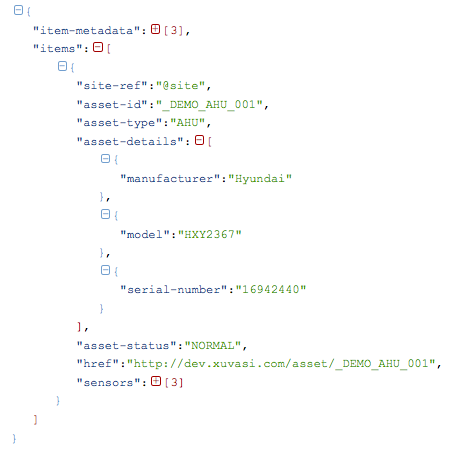 {
"item-metadata":[3],
"items":[
{
"site-ref":"@site",
"asset-id":"_DEMO_AHU_001",
"asset-type":"AHU",
"asset-details":[
{
"manufacturer":"Hyundai"
},
{
"model":"HXY2367"
},
{
"serial-number":"16942440"
}
],
"asset-status":"NORMAL",
"href":"http://dev.xuvasi.com/asset/_DEMO_AHU_001",
"sensors":[3]
}
]
}